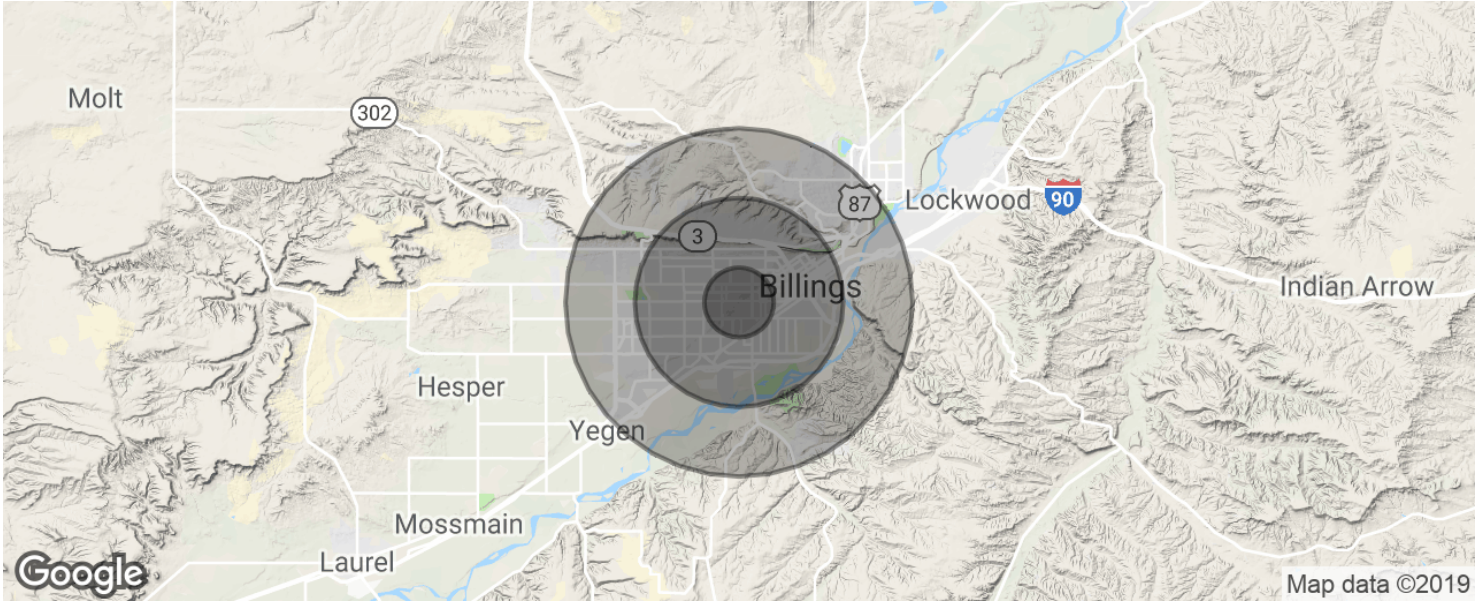 Molt
302
87
Lockwood
90
3
Billings
Indian Arrow
Hesper
Yegen
Mossmain
Laurel
Google
Map data ©2019